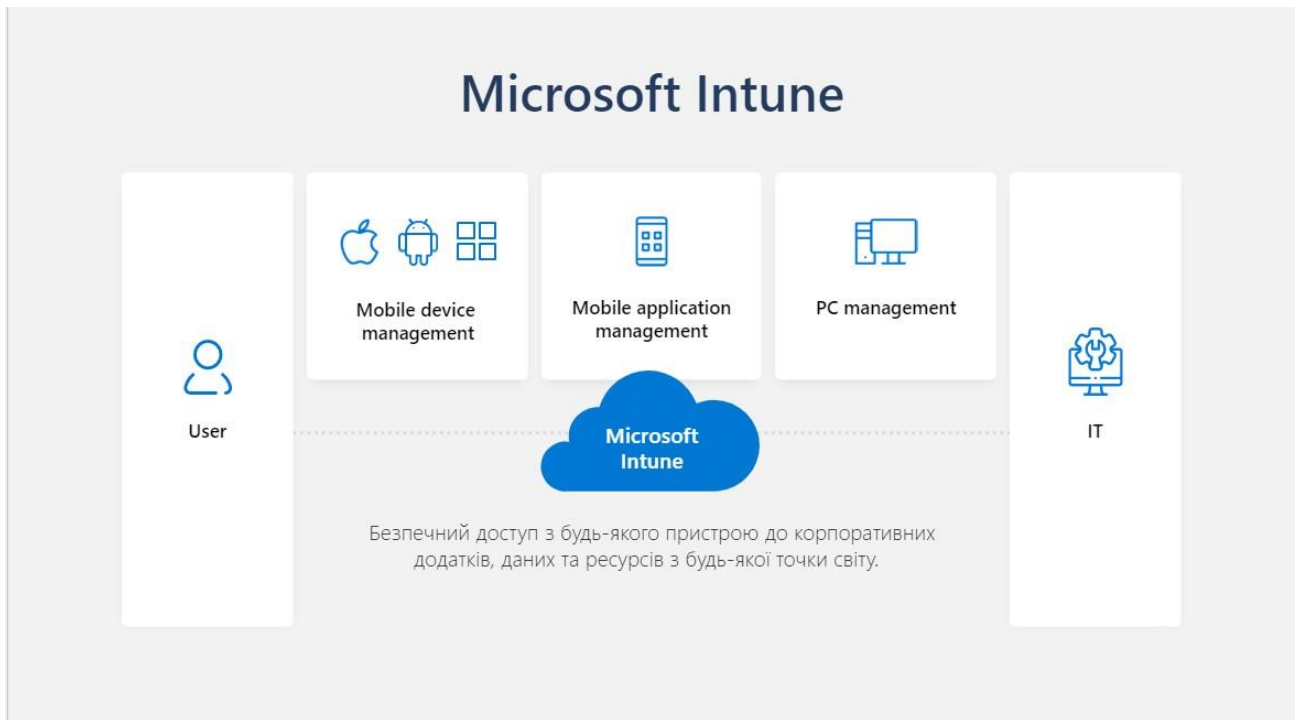 Microsoft Intune
User
Mobile device
management
Mobile application
management
PC management
IT
Microsoft
Intune
Безпечний доступ з будь-якого пристрою до корпоративних
додатків, даних та ресурсів з будь-якої точки світу.